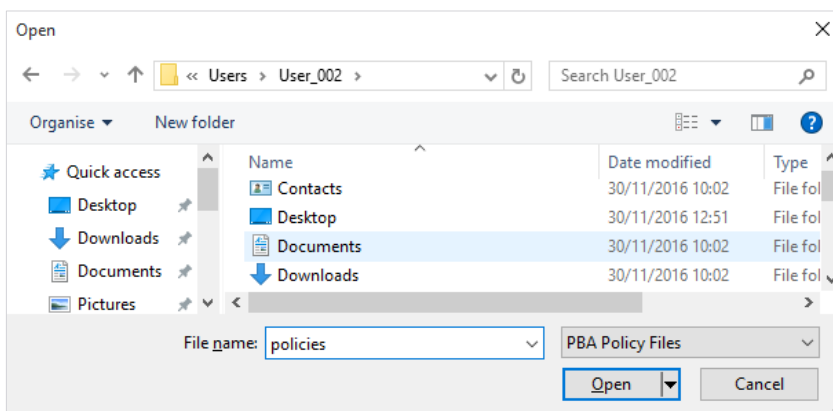 Open
« Users > User_002 >
Search User_002
Organise
New folder
Quick access
Desktop
Downloads
Documents
Pictures
Name Date modified Type
Contacts 30/11/2016 10:02 File fol
Desktop 30/11/2016 12:51 File fol
Documents 30/11/2016 10:02 File fol
Downloads 30/11/2016 10:02 File fol
File name: policies
PBA Policy Files
Open
Cancel